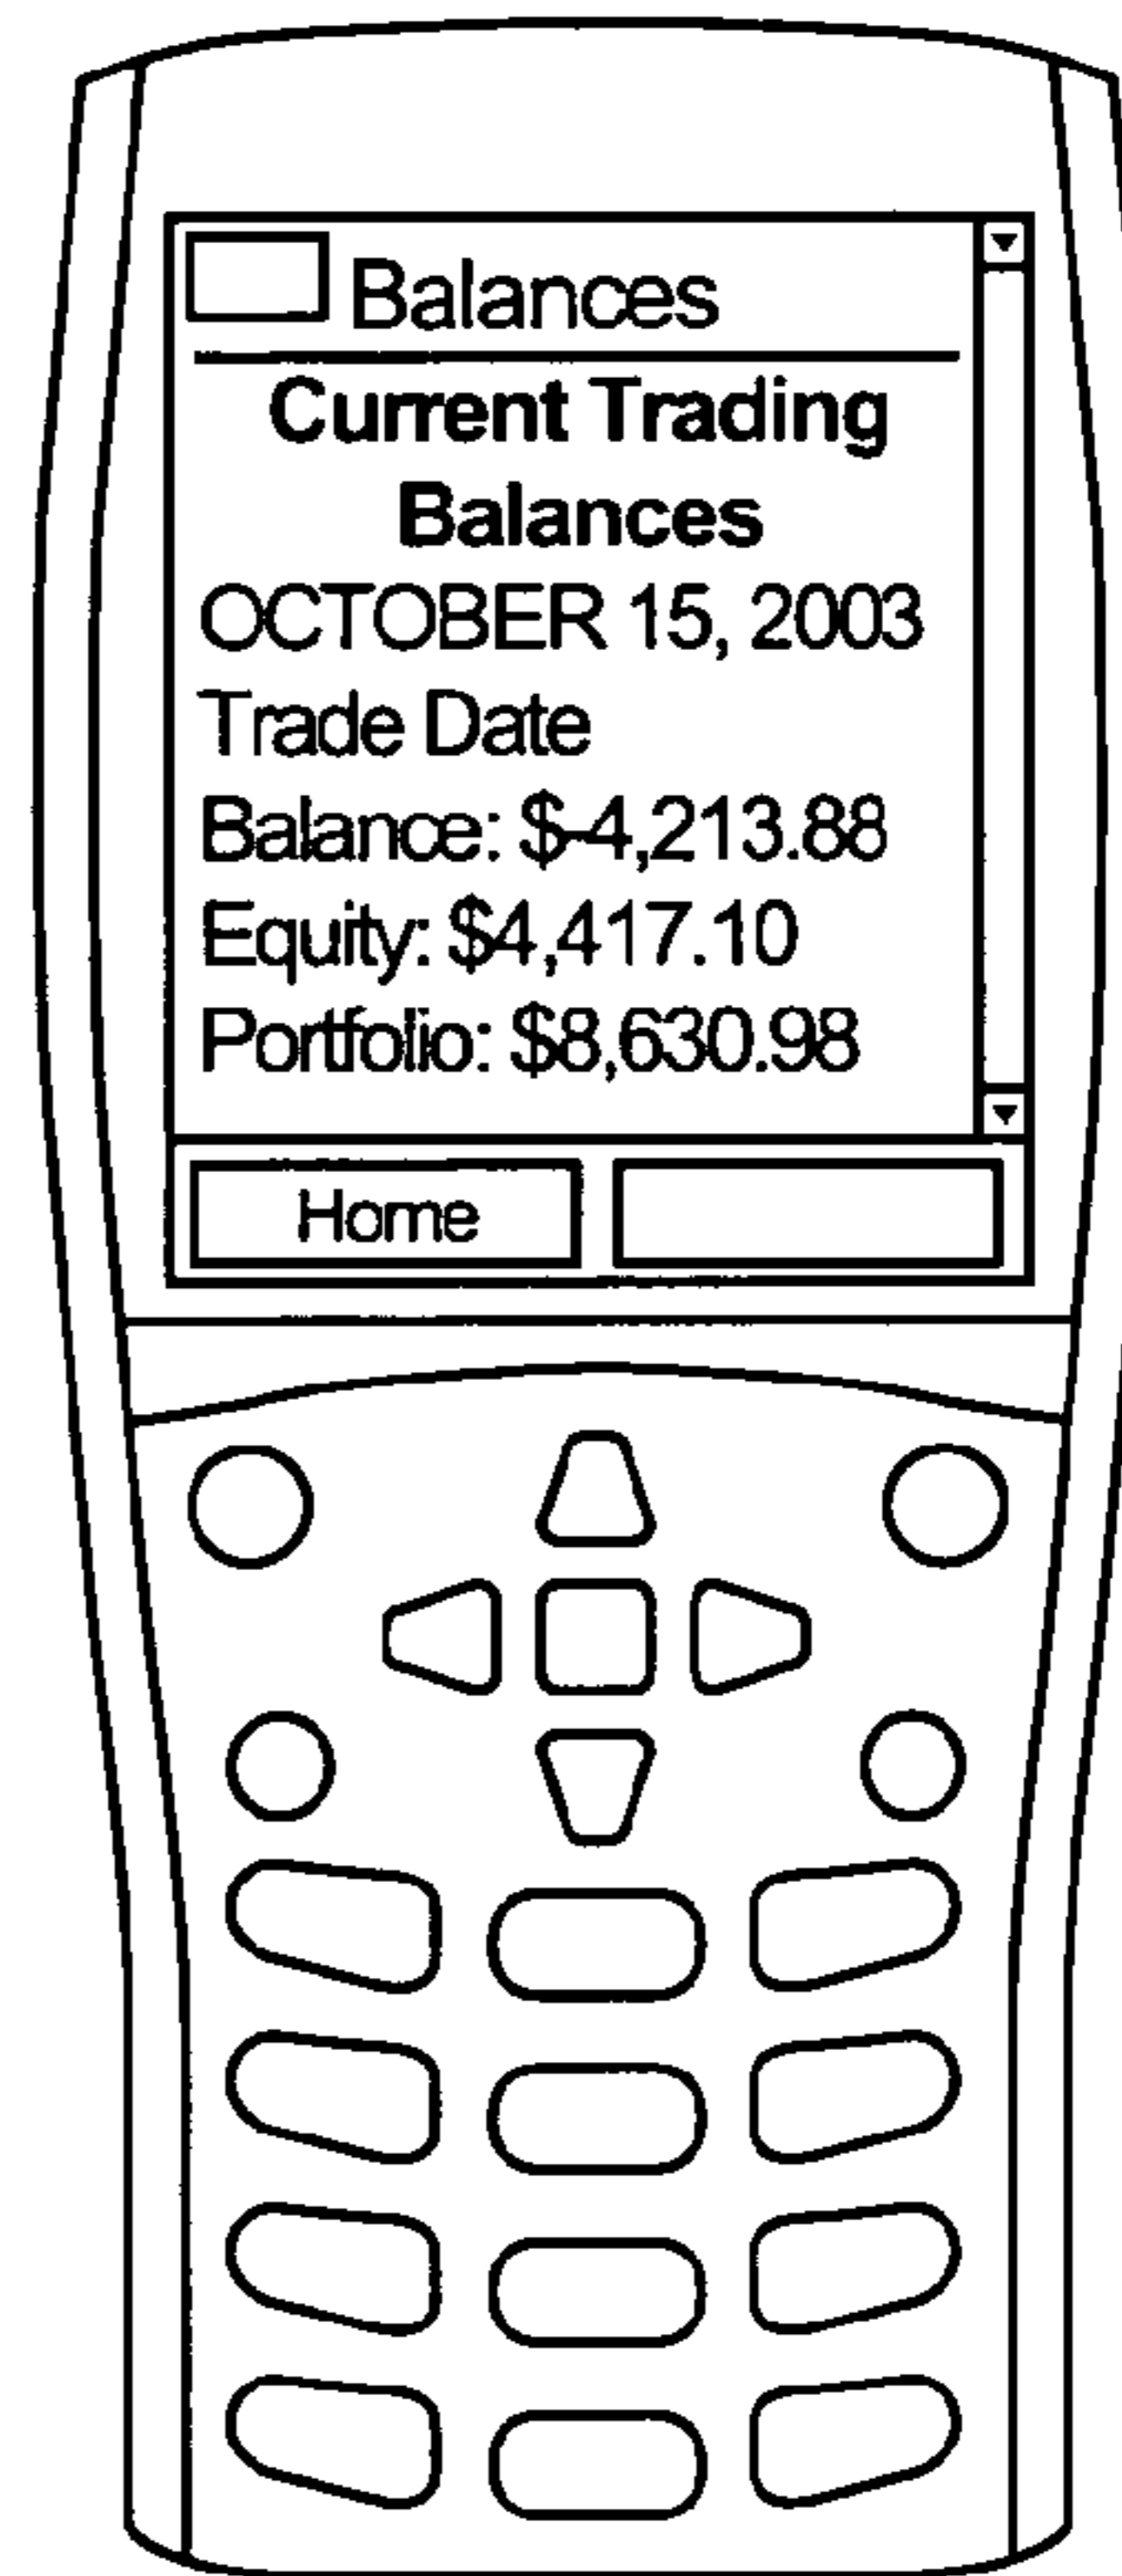 Balances
Current Trading
Balances
OCTOBER 15, 2003
Trade Date
Balance: $-4,213.88
Equity: $4,417.10
Portfolio: $8,630.98
Home